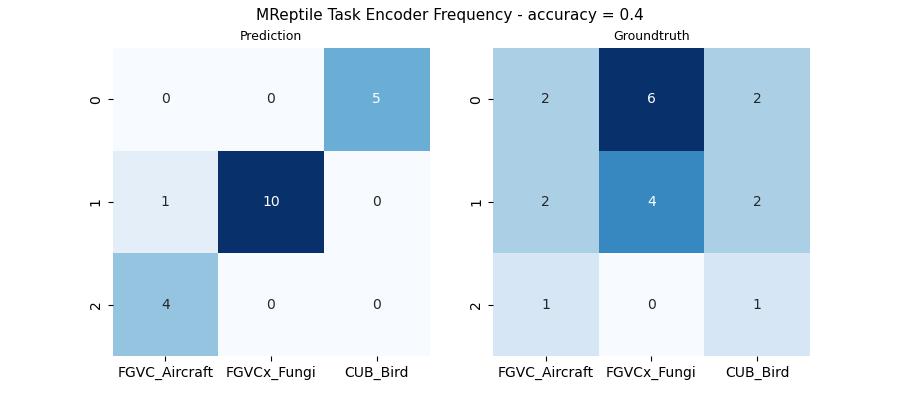 MReptile Task Encoder Frequency - accuracy = 0.4
Prediction
0
0
0
5
1
1
10
0
2
4
0
0
FGVC_Aircraft
FGVCx_Fungi
CUB_Bird
Groundtruth
0
2
6
2
1
2
4
2
2
1
0
1
FGVC_Aircraft
FGVCx_Fungi
CUB_Bird